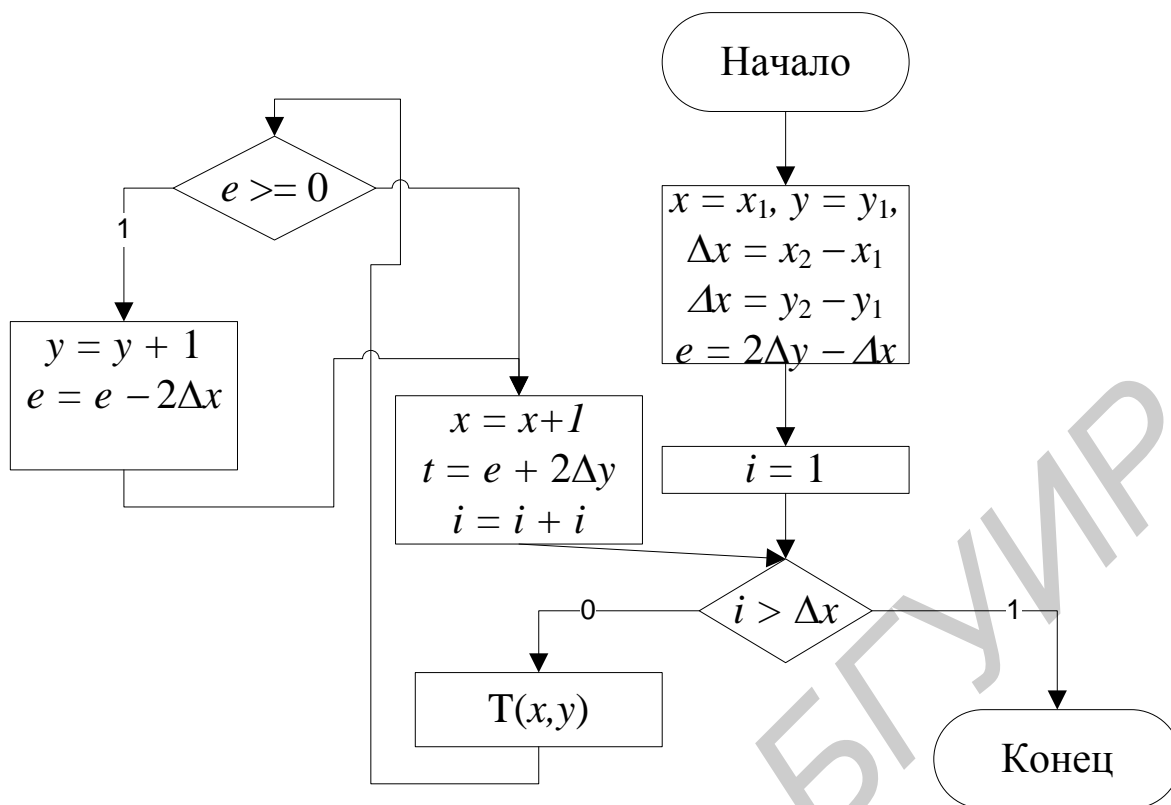 Начало
x = x₁, y = y₁,
Δx = x₂ − x₁
Δx = y₂ − y₁
e = 2Δy − Δx
i = 1
i > Δx
0
1
T(x,y)
Конец
e >= 0
1
y = y + 1
e = e − 2Δx
x = x+1
t = e + 2Δy
i = i + i
БГУИР